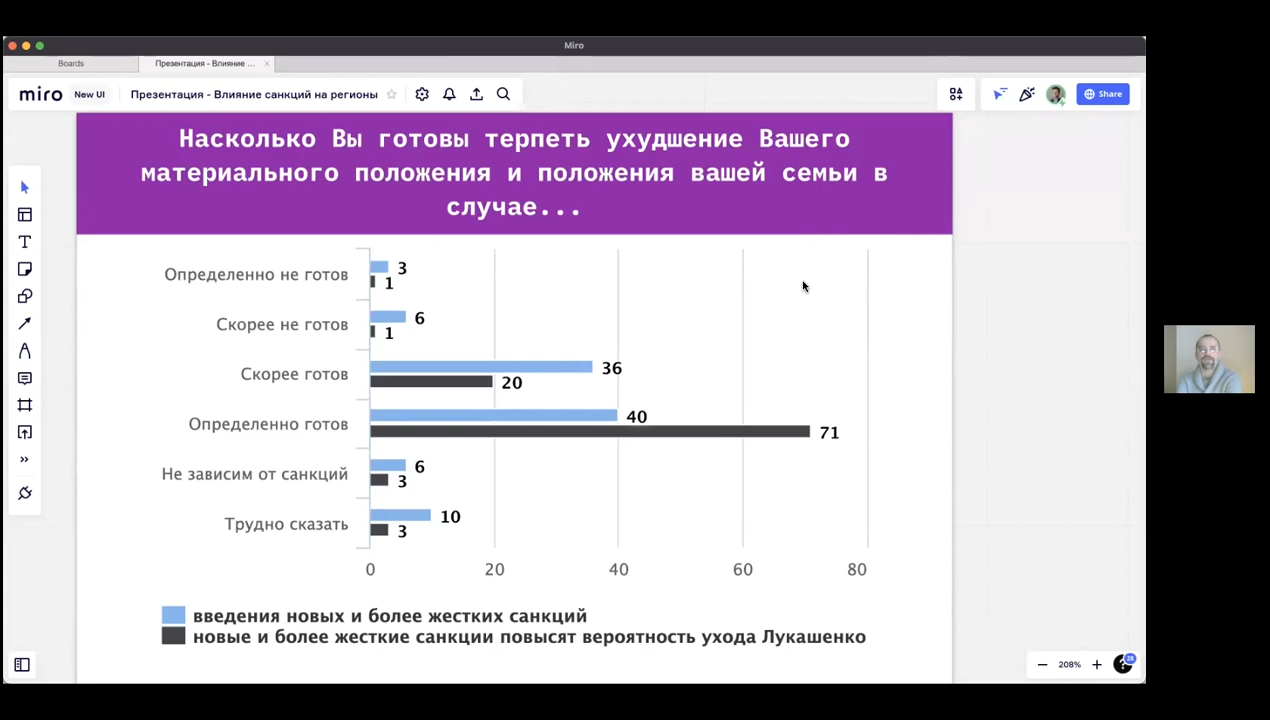 Miro
Boards
Презентация - Влияние ...
miro
New UI
Презентация - Влияние санкций на регионы
Share
Насколько Вы готовы терпеть ухудшение Вашего
материального положения и положения вашей семьи в
случае...
Определенно не готов
3
1
Скорее не готов
6
1
Скорее готов
36
20
Определенно готов
40
71
Не зависим от санкций
6
3
Трудно сказать
10
3
0 20 40 60 80
введения новых и более жестких санкций
новые и более жесткие санкции повысят вероятность ухода Лукашенко
208%